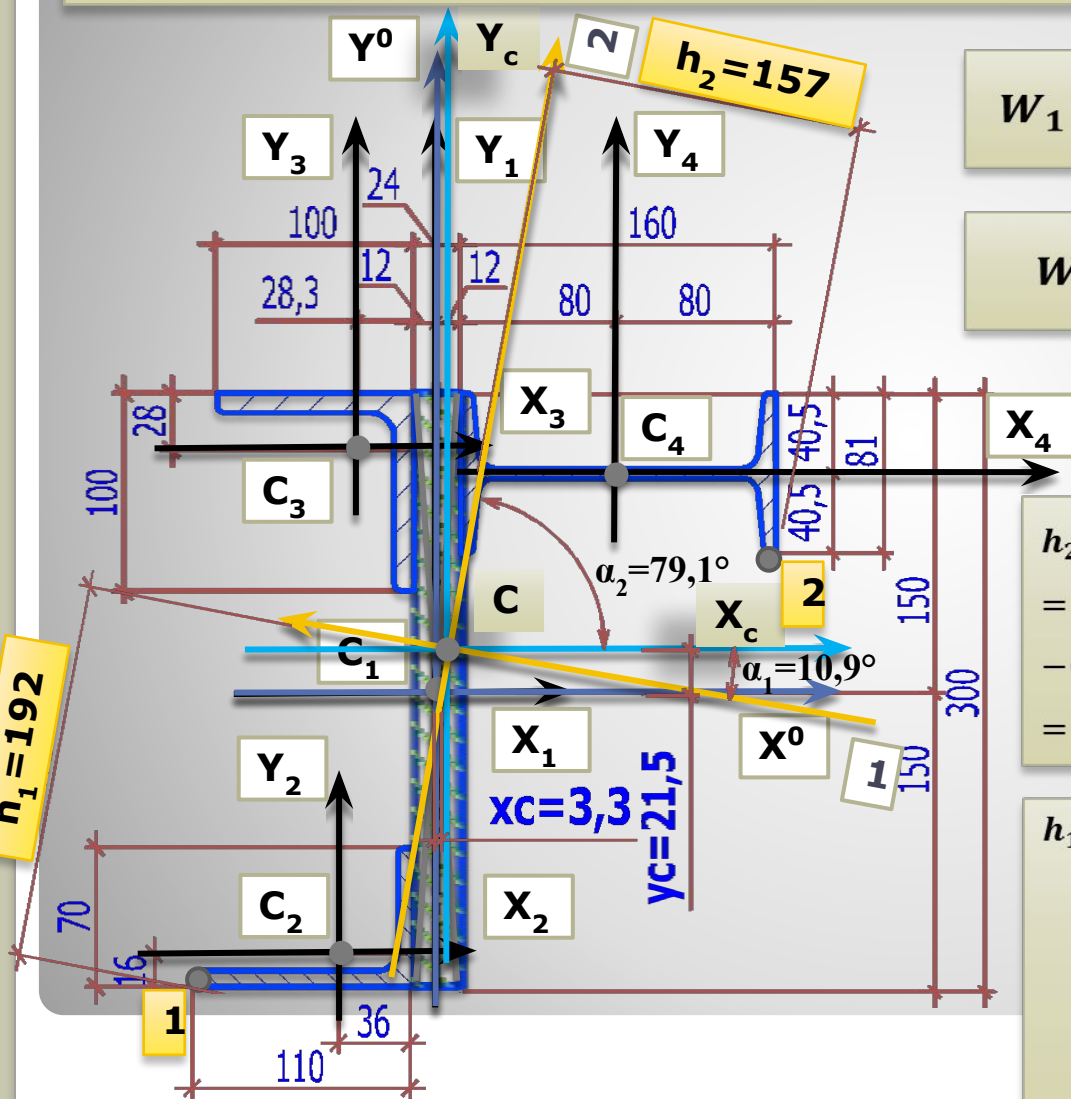 Y⁰
Y꜀
2
h₂=157
W₁
Y₃
Y₁
Y₄
24
100
160
W
12
12
28,3
80
80
X₃
C₄
X₄
28
40,5
81
C₃
100
40,5
h₂
=
α₂=79,1°
2
C
150
X꜀
-
C₁
α₁=10,9°
300
=
h₁=192
X₁
X⁰
1
150
Y₂
xc=3,3
yc=21,5
h₁
70
C₂
X₂
16
1
36
110